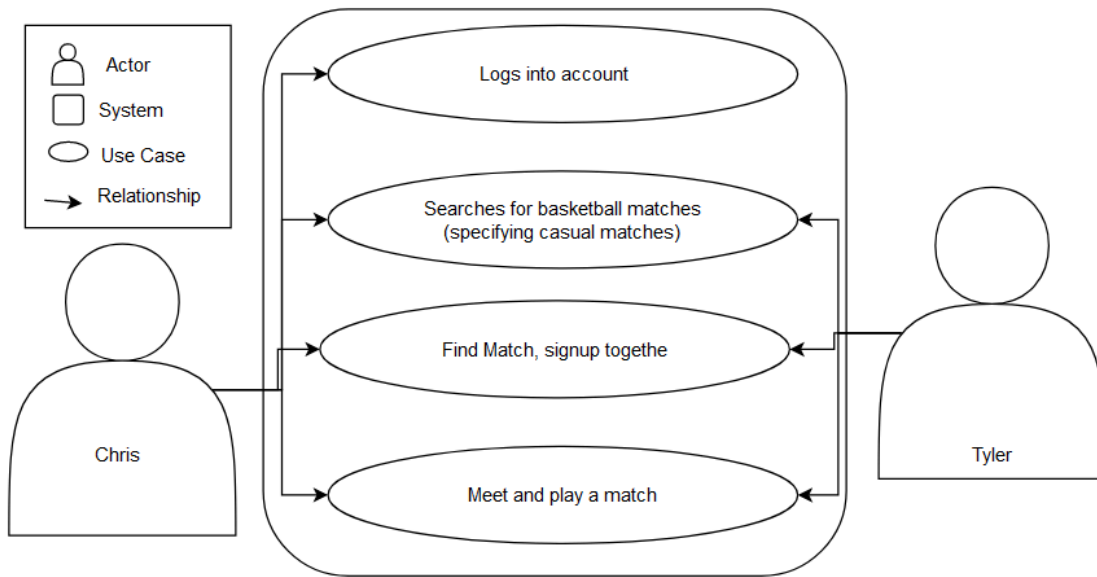 Actor
System
Use Case
Relationship
Logs into account
Searches for basketball matches
(specifying casual matches)
Find Match, signup togethe
Meet and play a match
Chris
Tyler